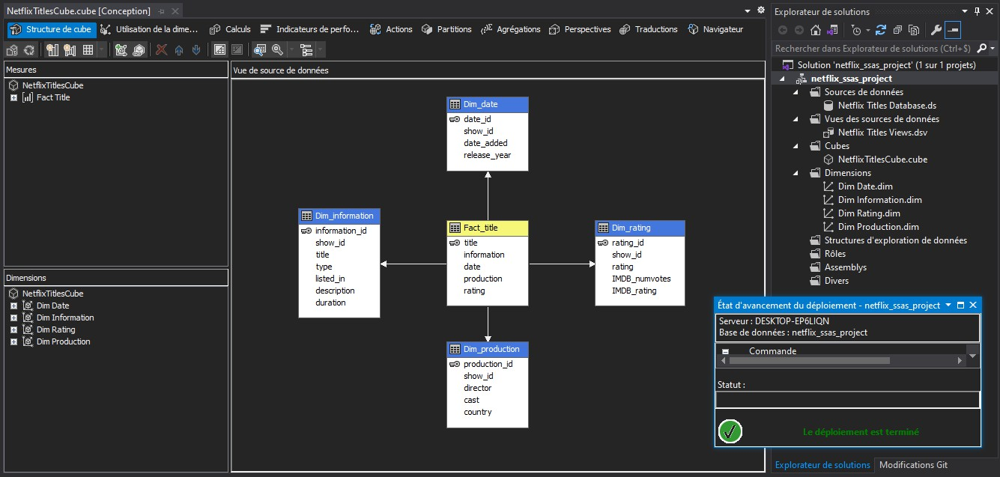 NetflixTitlesCube.cube [Conception]
Structure de cube
Utilisation de la dime...
Calculs
Indicateurs de perfo...
Actions
Partitions
Agrégations
Perspectives
Traductions
Navigateur
Mesures
NetflixTitlesCube
Fact Title
Dimensions
NetflixTitlesCube
Dim Date
Dim Information
Dim Rating
Dim Production
Vue de source de données
Dim_date
date_id
show_id
date_added
release_year
Dim_information
information_id
show_id
title
type
listed_in
description
duration
Fact_title
title
information
date
production
rating
Dim_rating
rating_id
show_id
rating
IMDB_numvotes
IMDB_rating
Dim_production
production_id
show_id
director
cast
country
Explorateur de solutions
Rechercher dans Explorateur de solutions (Ctrl+$)
Solution 'netflix_ssas_project' (1 sur 1 projets)
netflix_ssas_project
Sources de données
Netflix Titles Database.ds
Vues des sources de données
Netflix Titles Views.dsv
Cubes
NetflixTitlesCube.cube
Dimensions
Dim Date.dim
Dim Information.dim
Dim Rating.dim
Dim Production.dim
Structures d'exploration de données
Rôles
Assemblys
Divers
État d'avancement du déploiement - netflix_ssas_project
Serveur : DESKTOP-EP6LIQN
Base de données : netflix_ssas_project
Commande
Statut :
Le déploiement est terminé
Explorateur de solutions
Modifications Git